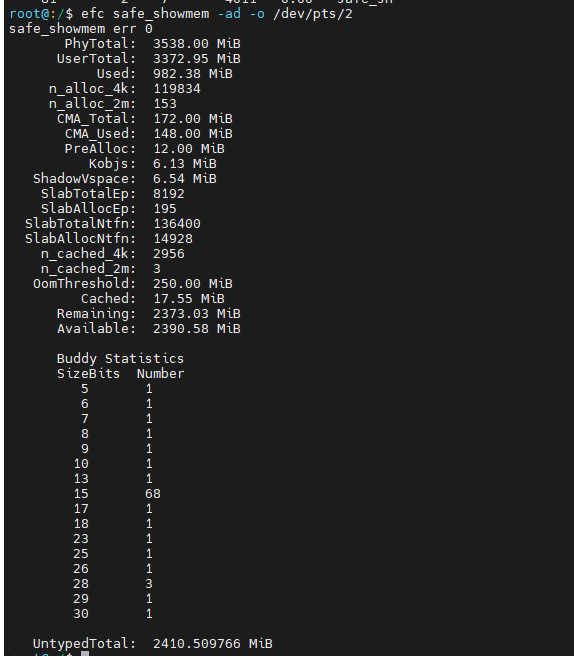 root@:/$ efc safe_showmem -ad -o /dev/pts/2
safe_showmem err 0
PhyTotal: 3538.00 MiB
UserTotal: 3372.95 MiB
Used: 982.38 MiB
n_alloc_4k: 119834
n_alloc_2m: 153
CMA_Total: 172.00 MiB
CMA_Used: 148.00 MiB
PreAlloc: 12.00 MiB
Kobjs: 6.13 MiB
ShadowVspace: 6.54 MiB
SlabTotalEp: 8192
SlabAllocEp: 195
SlabTotalNtfn: 136400
SlabAllocNtfn: 14928
n_cached_4k: 2956
n_cached_2m: 3
OomThreshold: 250.00 MiB
Cached: 17.55 MiB
Remaining: 2373.03 MiB
Available: 2390.58 MiB
Buddy Statistics
SizeBits Number
5 1
6 1
7 1
8 1
9 1
10 1
13 1
15 68
17 1
18 1
23 1
25 1
26 1
28 3
29 1
30 1
UntypedTotal: 2410.509766 MiB